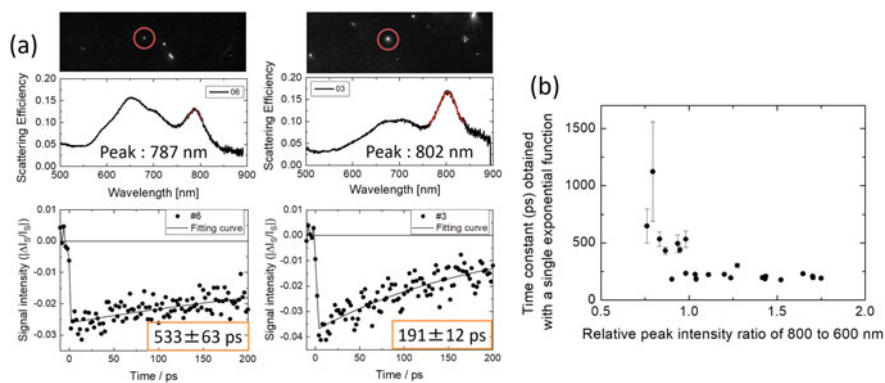 (a)
06
Scattering Efficiency
0.20
0.15
0.10
0.05
0.00
Peak : 787 nm
500 600 700 800 900
Wavelength [nm]
03
Scattering Efficiency
0.20
0.15
0.10
0.05
0.00
Peak : 802 nm
500 600 700 800 900
Wavelength [nm]
#6
Fitting curve
Signal intensity (|ΔIS/IS|)
0.01
0.00
-0.01
-0.02
-0.03
533±63 ps
0 50 100 150 200
Time / ps
#3
Fitting curve
Signal intensity (|ΔIS/IS|)
0.01
0.00
-0.01
-0.02
-0.03
-0.04
191±12 ps
0 50 100 150 200
Time / ps
(b)
Time constant (ps) obtained
with a single exponential function
1500
1000
500
0
0.5 1.0 1.5 2.0
Relative peak intensity ratio of 800 to 600 nm